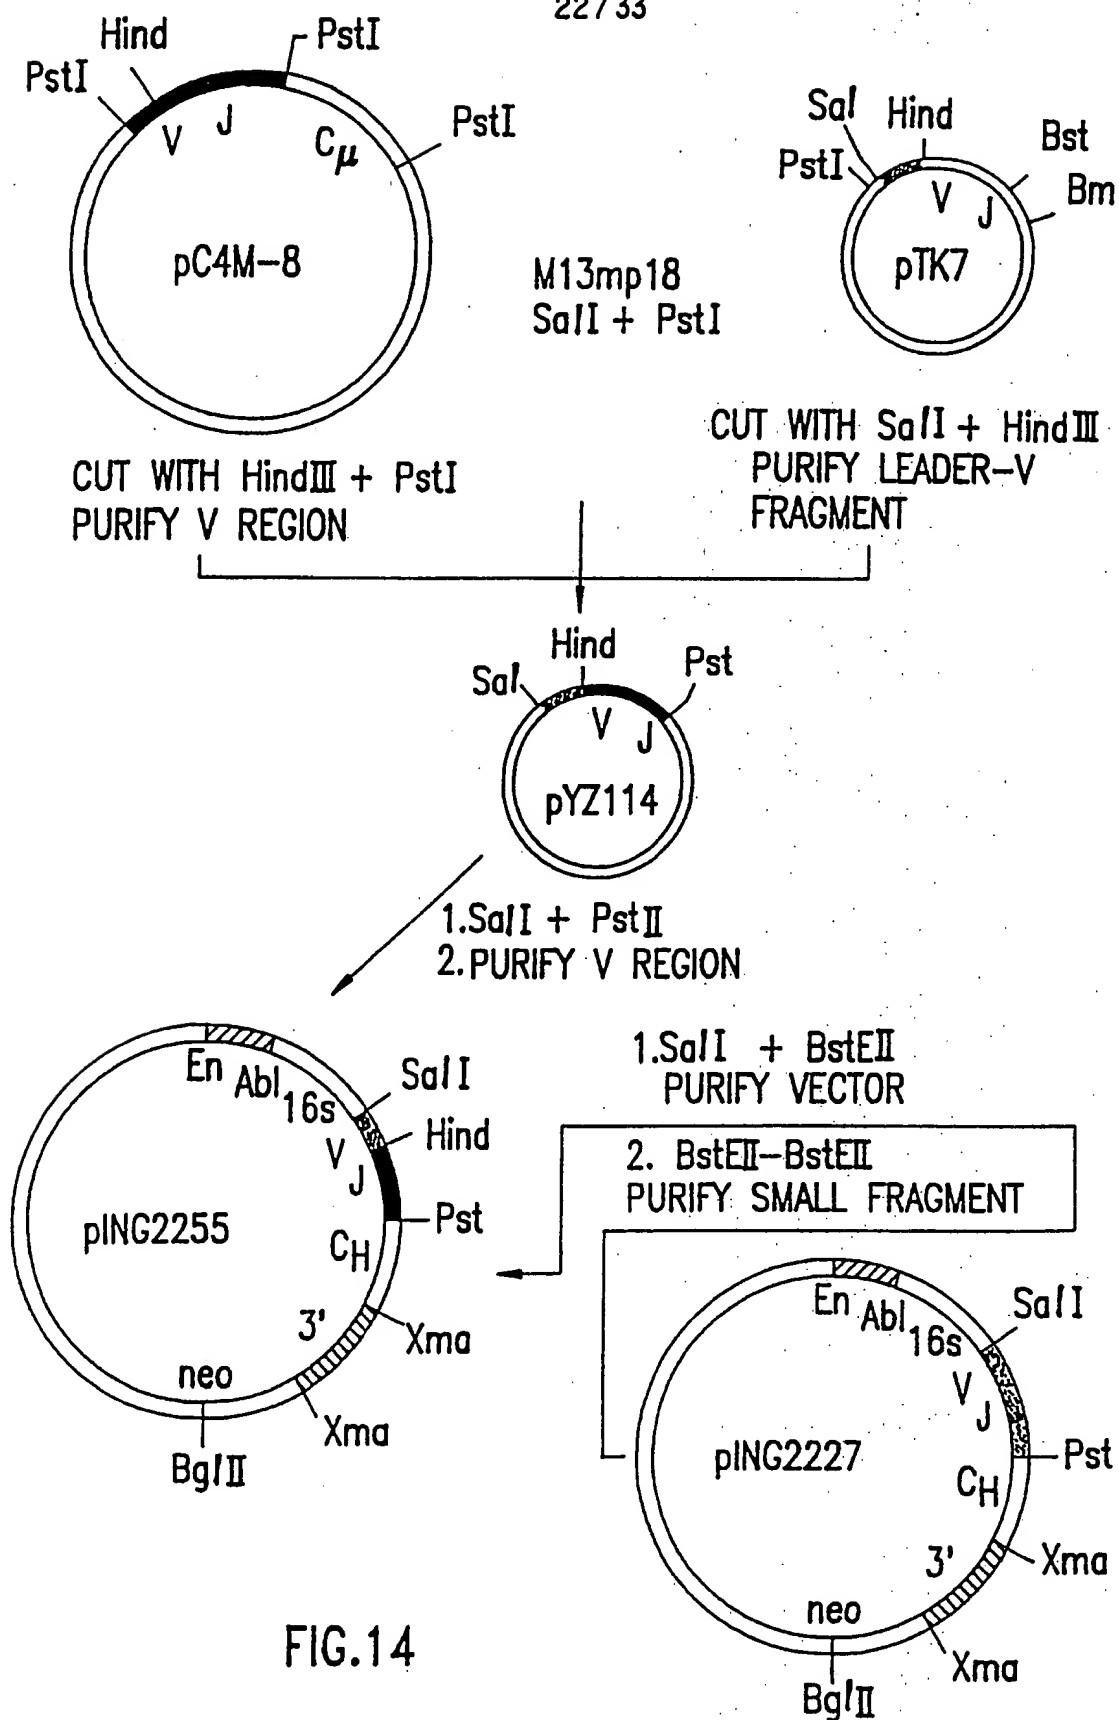 22/33
Hind
PstI
PstI
PstI
V
J
Cμ
pC4M-8
CUT WITH HindIII + PstI
PURIFY V REGION
M13mp18
SalI + PstI
Sal
Hind
PstI
Bst
Bm
V
J
pTK7
CUT WITH SalI + HindIII
PURIFY LEADER-V
FRAGMENT
Hind
Sal
Pst
V
J
pYZ114
1.SalI + PstII
2.PURIFY V REGION
En
Abl
16s
SalI
Hind
V
J
Pst
pING2255
CH
3'
Xma
neo
Xma
BglII
1.SalI + BstEII
PURIFY VECTOR
2. BstEII-BstEII
PURIFY SMALL FRAGMENT
En
Abl
16s
SalI
V
J
Pst
pING2227
CH
3'
Xma
neo
Xma
BglII
FIG.14